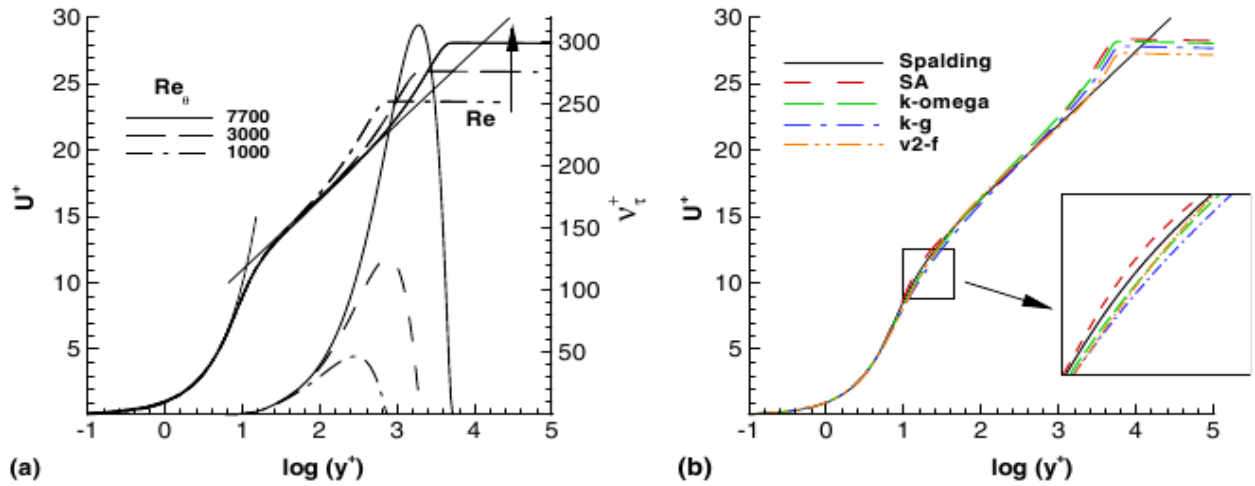 30
25
20
15
10
5
U+
Re_θ
7700
3000
1000
Re
300
250
200
150
100
50
ν_τ^+
-1 0 1 2 3 4 5
(a)
log (y+)
30
25
20
15
10
5
U+
Spalding
SA
k-omega
k-g
v2-f
-1 0 1 2 3 4 5
(b)
log (y+)